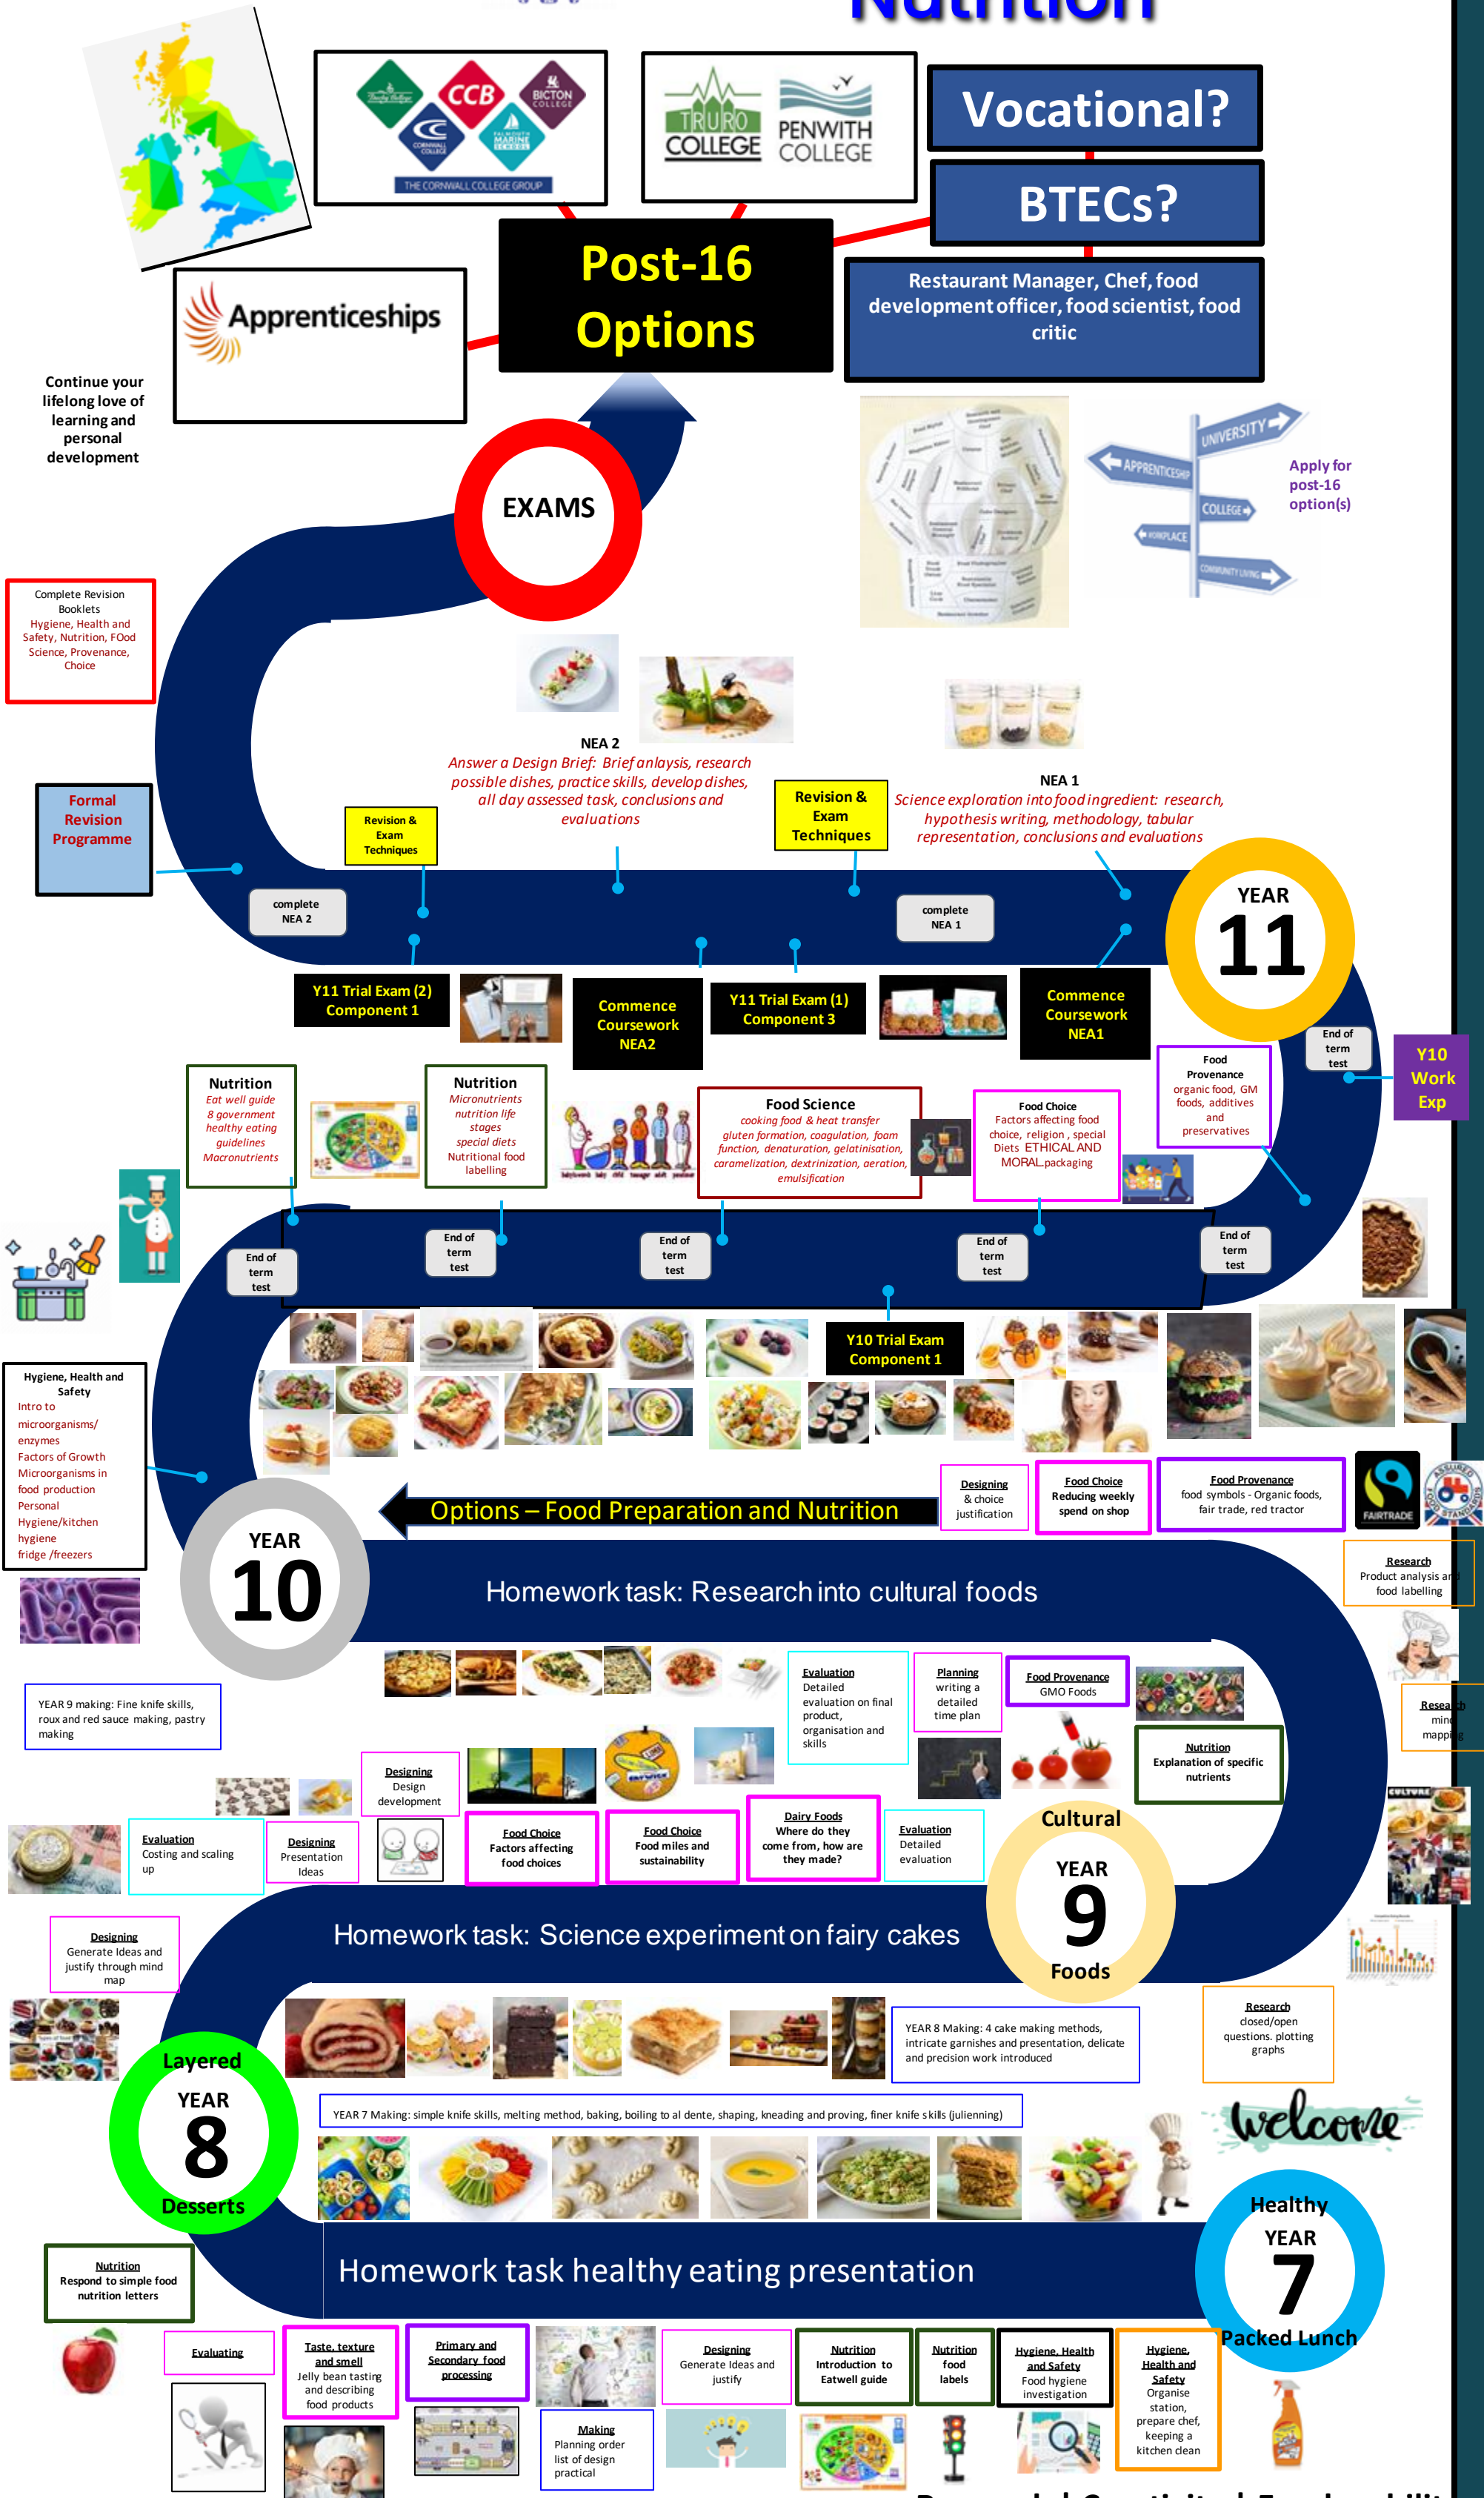 Nutrition
Truro College
CCB
BICTON
COLLEGE
CORNWALL
COLLEGE
FALMOUTH
MARINE
SCHOOL
THE CORNWALL COLLEGE GROUP
TRURO
COLLEGE
PENWITH
COLLEGE
Vocational?
BTECs?
Restaurant Manager, Chef, food
development officer, food scientist, food
critic
Post-16
Options
Apprenticeships
Continue your
lifelong love of
learning and
personal
development
EXAMS
UNIVERSITY
APPRENTICESHIP
COLLEGE
WORKPLACE
COMMUNITY LIVING
Apply for
post-16
option(s)
Complete Revision
Booklets
Hygiene, Health and
Safety, Nutrition, FOod
Science, Provenance,
Choice
NEA 2
Answer a Design Brief: Brief anlaysis, research
possible dishes, practice skills, develop dishes,
all day assessed task, conclusions and
evaluations
NEA 1
Science exploration into food ingredient: research,
hypothesis writing, methodology, tabular
representation, conclusions and evaluations
Formal
Revision
Programme
Revision &
Exam
Techniques
Revision &
Exam
Techniques
complete
NEA 2
complete
NEA 1
YEAR
11
Y11 Trial Exam (2)
Component 1
Commence
Coursework
NEA2
Y11 Trial Exam (1)
Component 3
Commence
Coursework
NEA1
End of
term
test
Y10
Work
Exp
Nutrition
Eat well guide
8 government
healthy eating
guidelines
Macronutrients
Nutrition
Micronutrients
nutrition life
stages
special diets
Nutritional food
labelling
Food Science
cooking food & heat transfer
gluten formation, coagulation, foam
function, denaturation, gelatinisation,
caramelization, dextrinization, aeration,
emulsification
Food Choice
Factors affecting food
choice, religion , special
Diets ETHICAL AND
MORAL.packaging
Food
Provenance
organic food, GM
foods, additives
and
preservatives
End of
term
test
End of
term
test
End of
term
test
End of
term
test
End of
term
test
Y10 Trial Exam
Component 1
Hygiene, Health and
Safety
Intro to
microorganisms/
enzymes
Factors of Growth
Microorganisms in
food production
Personal
Hygiene/kitchen
hygiene
fridge /freezers
Options – Food Preparation and Nutrition
Designing
& choice
justification
Food Choice
Reducing weekly
spend on shop
Food Provenance
food symbols - Organic foods,
fair trade, red tractor
FAIRTRADE
ASSURED
FOOD STANDARDS
YEAR
10
Homework task: Research into cultural foods
Research
Product analysis and
food labelling
YEAR 9 making: Fine knife skills,
roux and red sauce making, pastry
making
Evaluation
Detailed
evaluation on final
product,
organisation and
skills
Planning
writing a
detailed
time plan
Food Provenance
GMO Foods
Research
mind
mapping
Nutrition
Explanation of specific
nutrients
Designing
Design
development
Evaluation
Costing and scaling
up
Designing
Presentation
Ideas
Food Choice
Factors affecting
food choices
Food Choice
Food miles and
sustainability
Dairy Foods
Where do they
come from, how are
they made?
Evaluation
Detailed
evaluation
CULTURE
Cultural
YEAR
9
Foods
Homework task: Science experiment on fairy cakes
Designing
Generate Ideas and
justify through mind
map
YEAR 8 Making: 4 cake making methods,
intricate garnishes and presentation, delicate
and precision work introduced
Research
closed/open
questions. plotting
graphs
Layered
YEAR
8
Desserts
YEAR 7 Making: simple knife skills, melting method, baking, boiling to al dente, shaping, kneading and proving, finer knife skills (julienning)
welcome
Healthy
YEAR
7
Packed Lunch
Homework task healthy eating presentation
Nutrition
Respond to simple food
nutrition letters
Evaluating
Taste, texture
and smell
Jelly bean tasting
and describing
food products
Primary and
Secondary food
processing
Making
Planning order
list of design
practical
Designing
Generate Ideas and
justify
Nutrition
Introduction to
Eatwell guide
Nutrition
food
labels
Hygiene, Health
and Safety
Food hygiene
investigation
Hygiene,
Health and
Safety
Organise
station,
prepare chef,
keeping a
kitchen clean